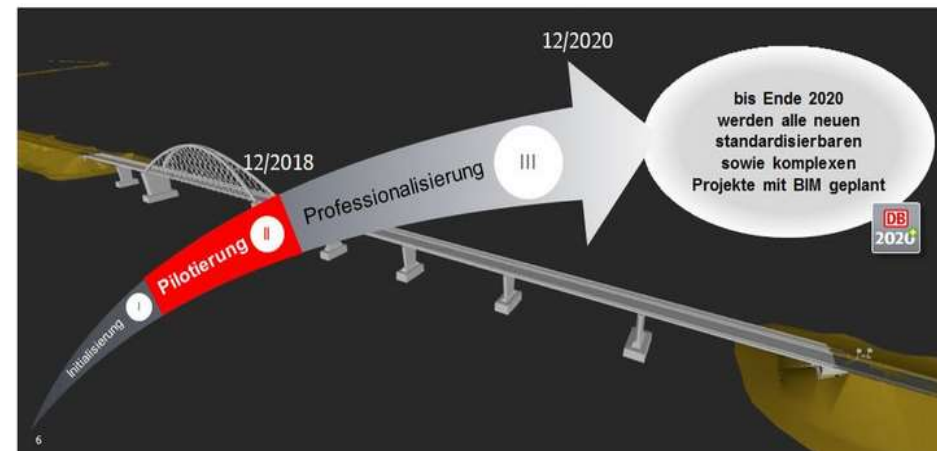 12/2020
bis Ende 2020
werden alle neuen
standardisierbaren
sowie komplexen
Projekte mit BIM geplant
DB
2020+
12/2018
Professionalisierung
III
Pilotierung
II
Initialisierung
I
6